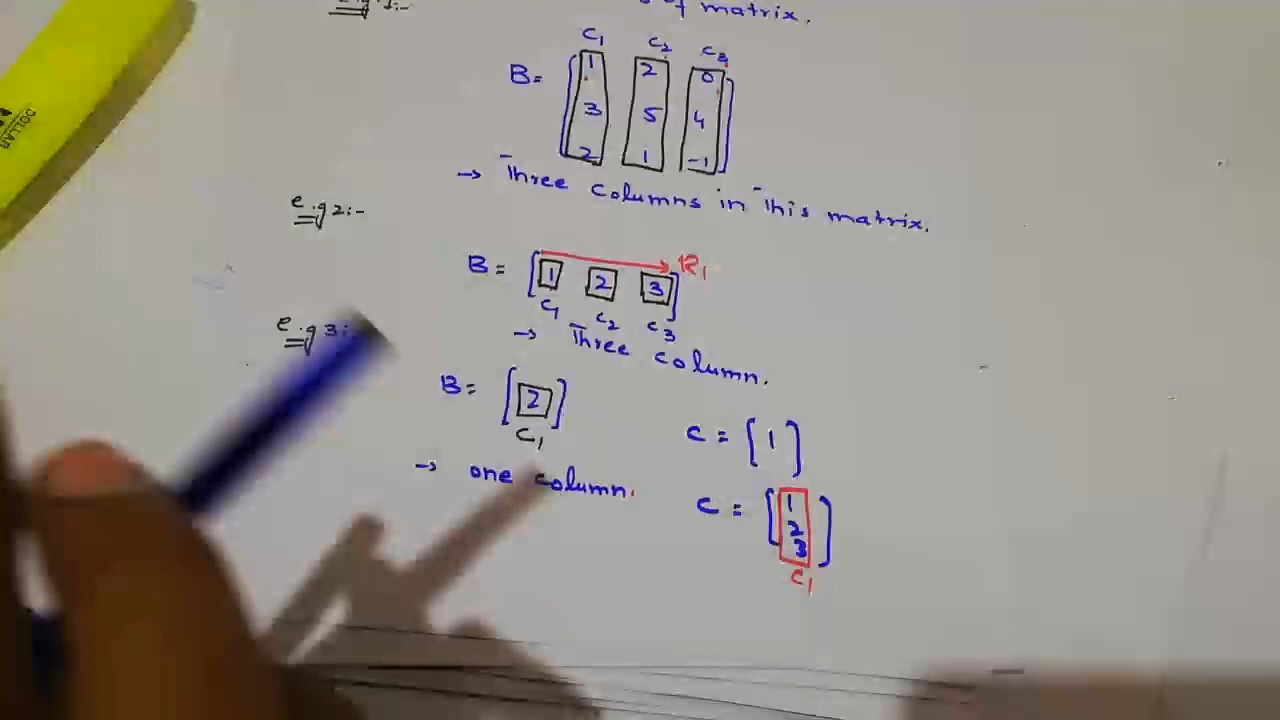 of matrix.
C1 C2 C3
B= [1 2 0
3 5 4
2 1 -1]
→ Three columns in This matrix.
e.g 2:-
B = [1 2 3] R1
C1 C2 C3
→ Three column.
e.g 3:-
B = [2]
C1
→ one column.
C = [1]
C = [1
2
3]
C1
DOLLAR